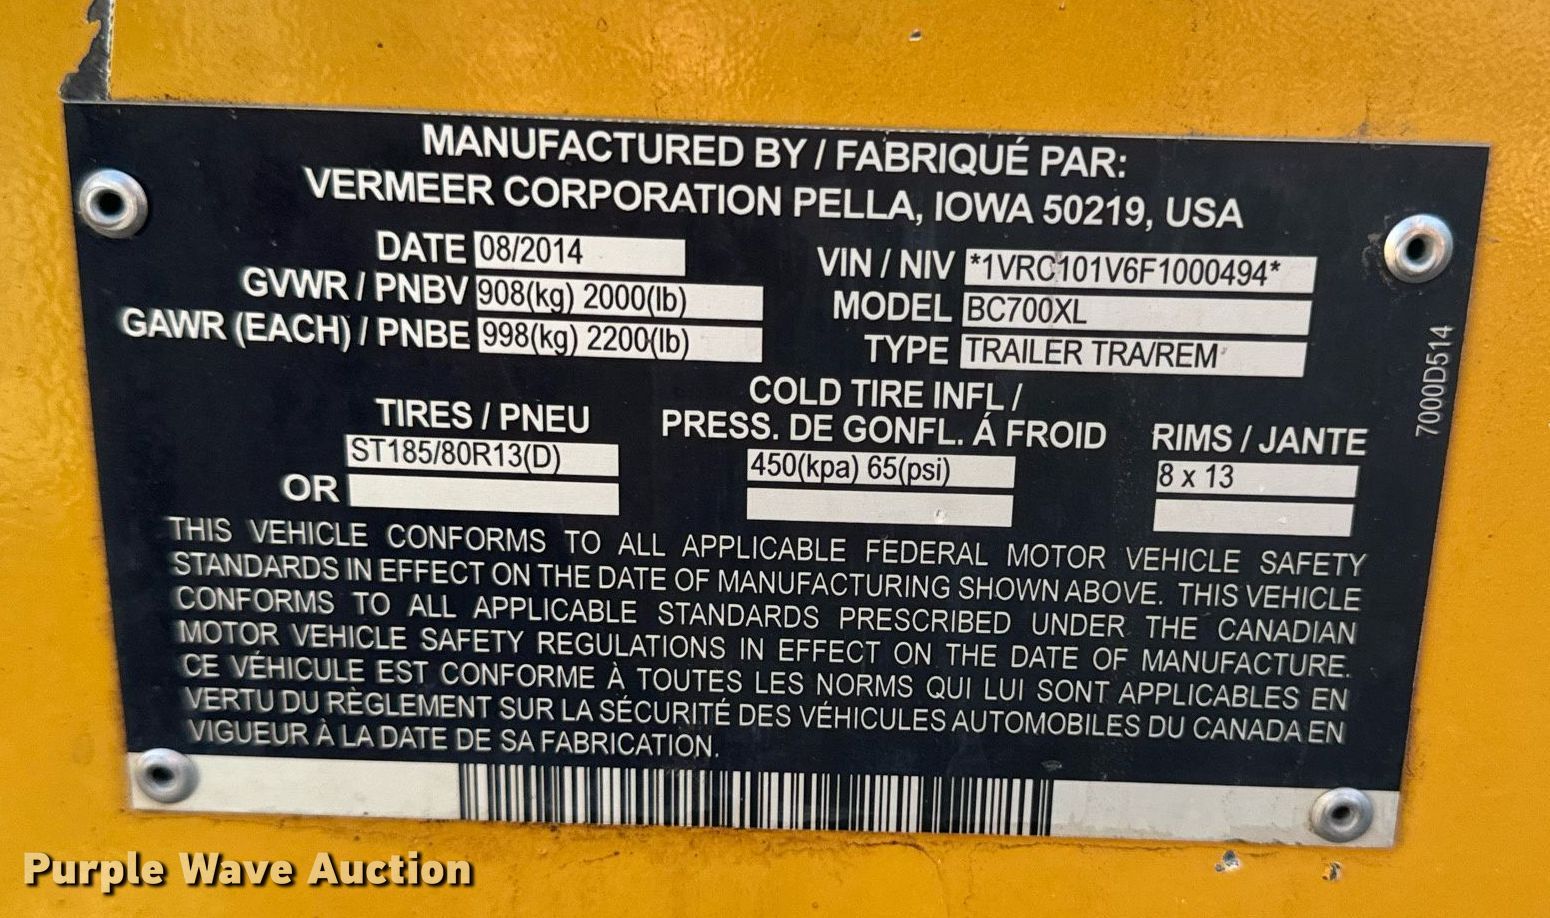 MANUFACTURED BY / FABRIQUÉ PAR:
VERMEER CORPORATION PELLA, IOWA 50219, USA
DATE 08/2014
VIN / NIV *1VRC101V6F1000494*
GVWR / PNBV 908(kg) 2000(lb)
MODEL BC700XL
GAWR (EACH) / PNBE 998(kg) 2200(lb)
TYPE TRAILER TRA/REM
TIRES / PNEU
COLD TIRE INFL /
PRESS. DE GONFL. Á FROID
RIMS / JANTE
ST185/80R13(D)
450(kpa) 65(psi)
8 x 13
OR
THIS VEHICLE CONFORMS TO ALL APPLICABLE FEDERAL MOTOR VEHICLE SAFETY
STANDARDS IN EFFECT ON THE DATE OF MANUFACTURING SHOWN ABOVE. THIS VEHICLE
CONFORMS TO ALL APPLICABLE STANDARDS PRESCRIBED UNDER THE CANADIAN
MOTOR VEHICLE SAFETY REGULATIONS IN EFFECT ON THE DATE OF MANUFACTURE.
CE VÉHICULE EST CONFORME À TOUTES LES NORMS QUI LUI SONT APPLICABLES EN
VERTU DU RÈGLEMENT SUR LA SÉCURITÉ DES VÉHICULES AUTOMOBILES DU CANADA EN
VIGUEUR À LA DATE DE SA FABRICATION.
7000D514
Purple Wave Auction